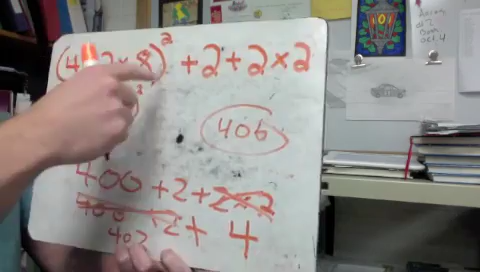 (4 2 × 8)² + 2 + 2 × 2
406
400 + 2 + 2×2
400 2 + 4
402